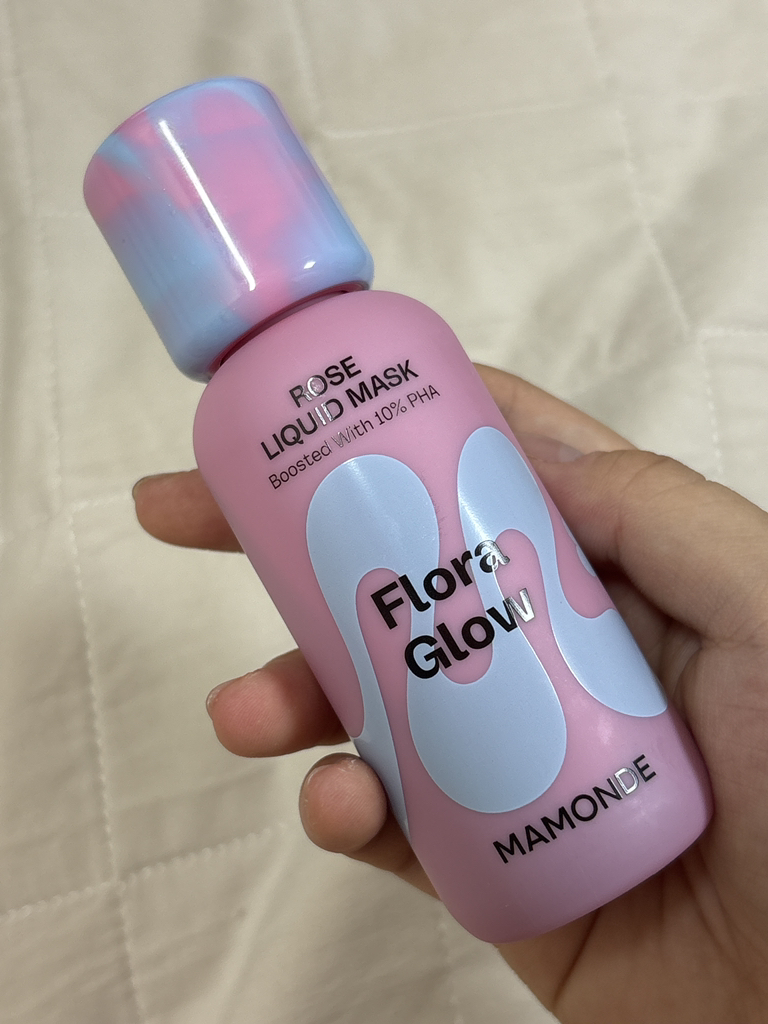 ROSE
LIQUID MASK
Boosted With 10% PHA
Flora
Glow
MAMONDE